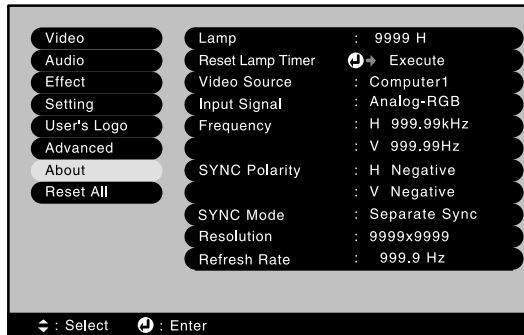 Video
Audio
Effect
Setting
User's Logo
Advanced
About
Reset All
Lamp : 9999 H
Reset Lamp Timer Execute
Video Source : Computer1
Input Signal : Analog-RGB
Frequency : H 999.99kHz
: V 999.99Hz
SYNC Polarity : H Negative
: V Negative
SYNC Mode : Separate Sync
Resolution : 9999x9999
Refresh Rate : 999.9 Hz
: Select : Enter